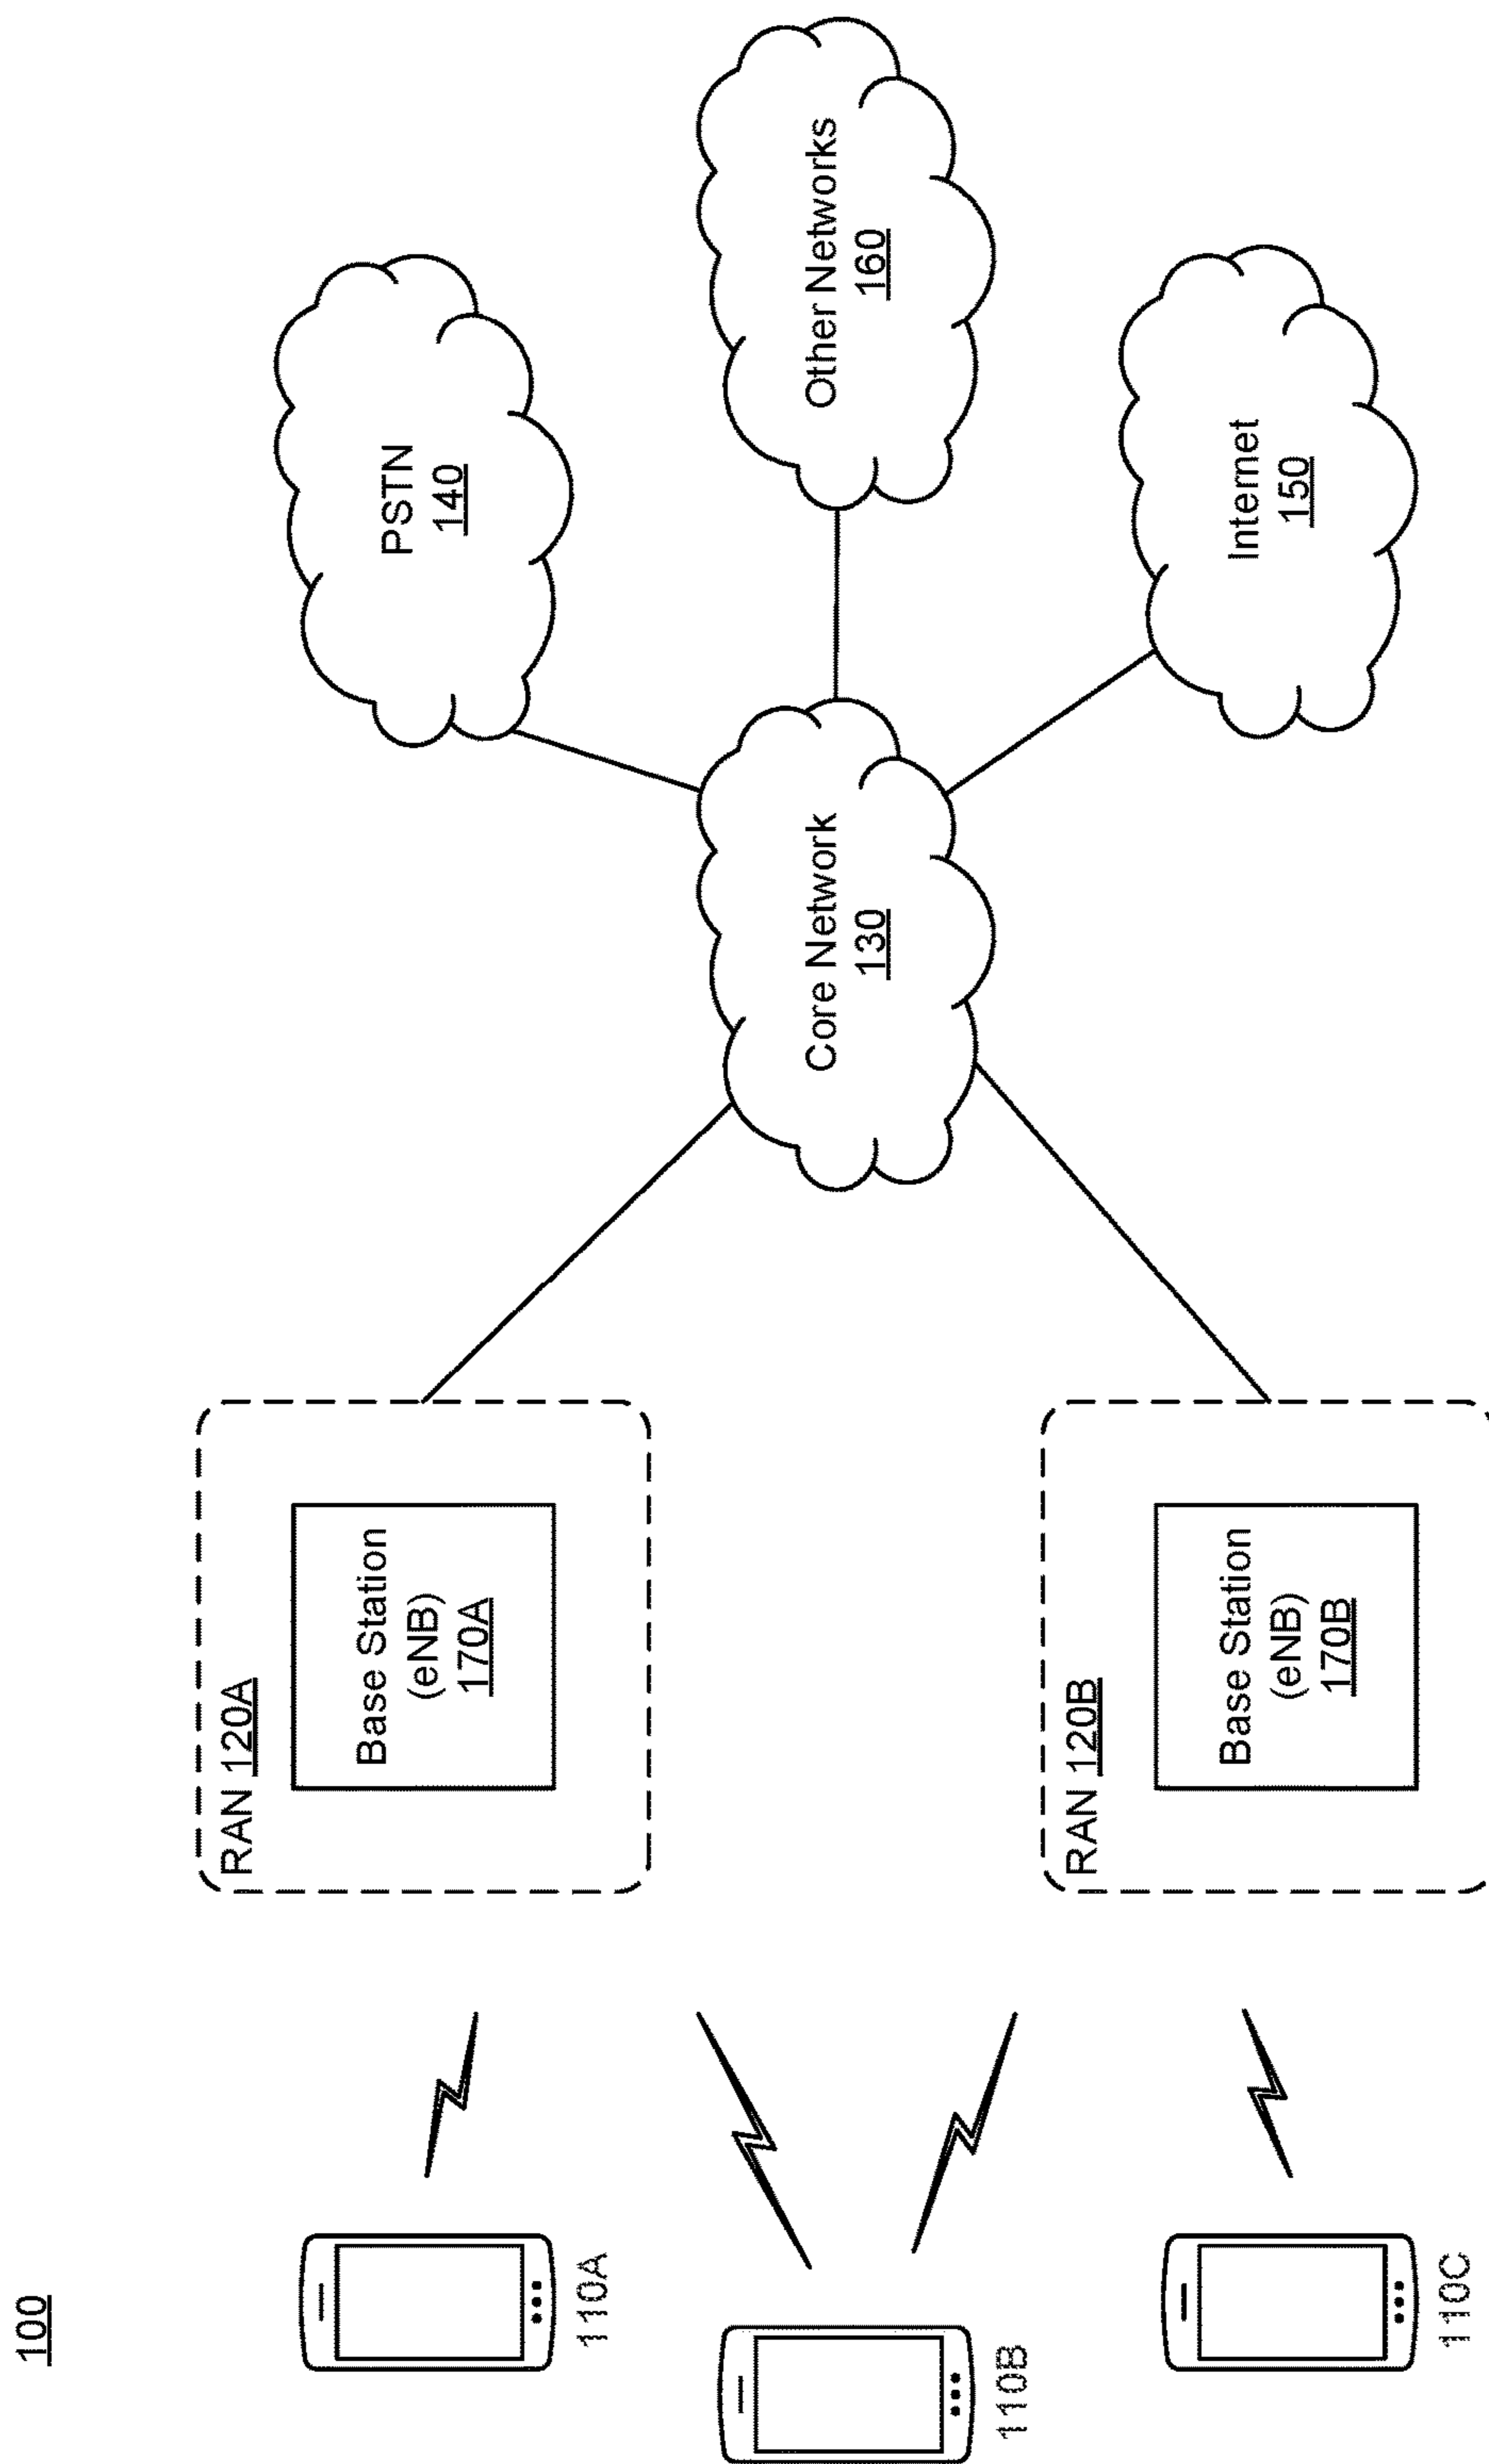 100
110A
110B
110C
RAN 120A
Base Station
(eNB)
170A
RAN 120B
Base Station
(eNB)
170B
Core Network
130
PSTN
140
Other Networks
160
Internet
150